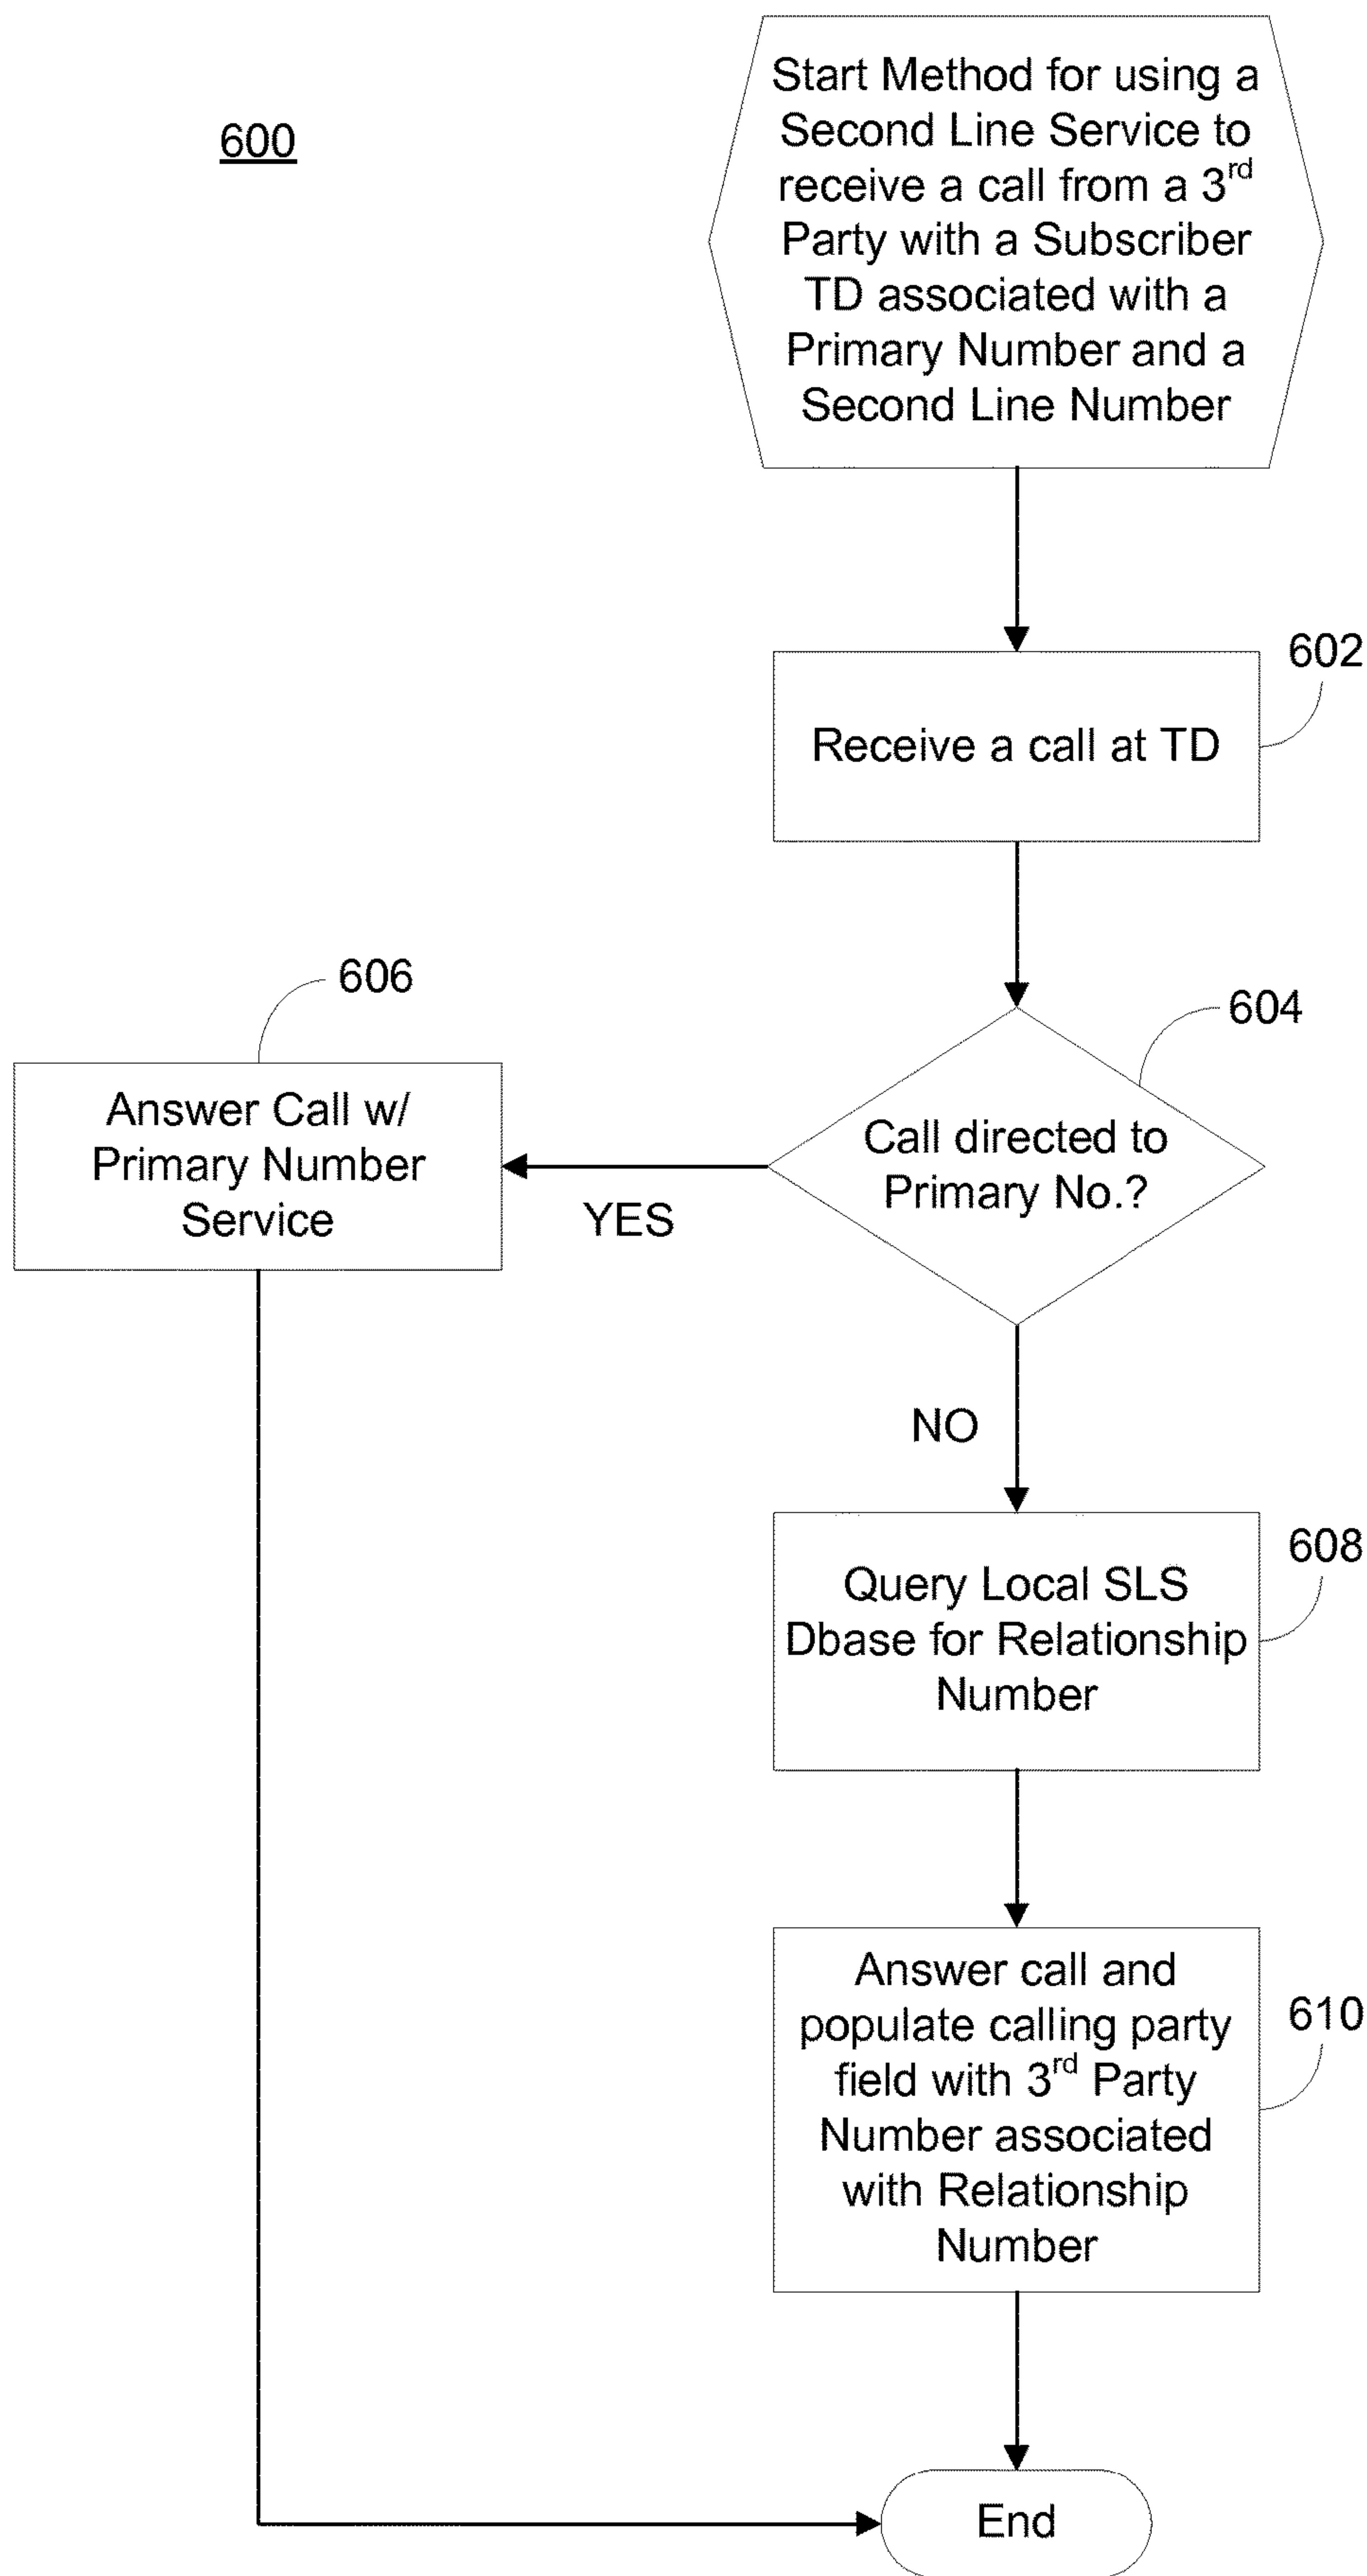 600
Start Method for using a
Second Line Service to
receive a call from a 3rd
Party with a Subscriber
TD associated with a
Primary Number and a
Second Line Number
602
Receive a call at TD
606
604
Answer Call w/
Primary Number
Service
Call directed to
Primary No.?
YES
NO
608
Query Local SLS
Dbase for Relationship
Number
610
Answer call and
populate calling party
field with 3rd Party
Number associated
with Relationship
Number
End